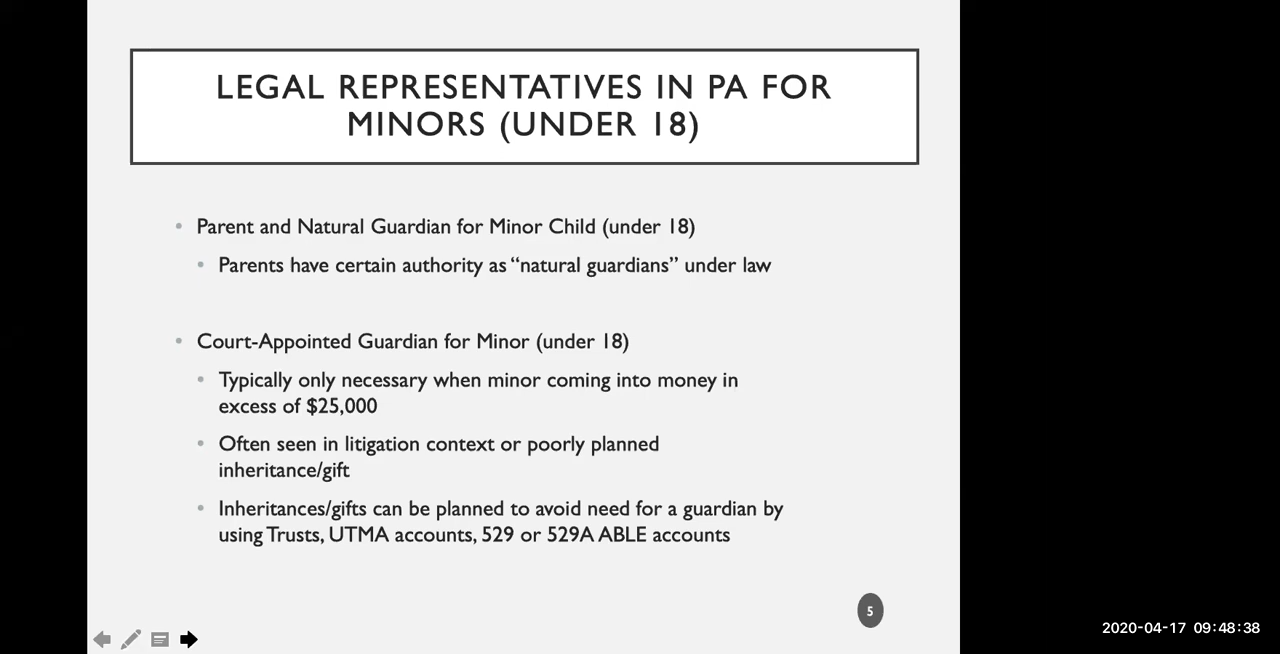 LEGAL REPRESENTATIVES IN PA FOR
MINORS (UNDER 18)
• Parent and Natural Guardian for Minor Child (under 18)
• Parents have certain authority as “natural guardians” under law
• Court-Appointed Guardian for Minor (under 18)
• Typically only necessary when minor coming into money in
excess of $25,000
• Often seen in litigation context or poorly planned
inheritance/gift
• Inheritances/gifts can be planned to avoid need for a guardian by
using Trusts, UTMA accounts, 529 or 529A ABLE accounts
5
2020-04-17 09:48:38